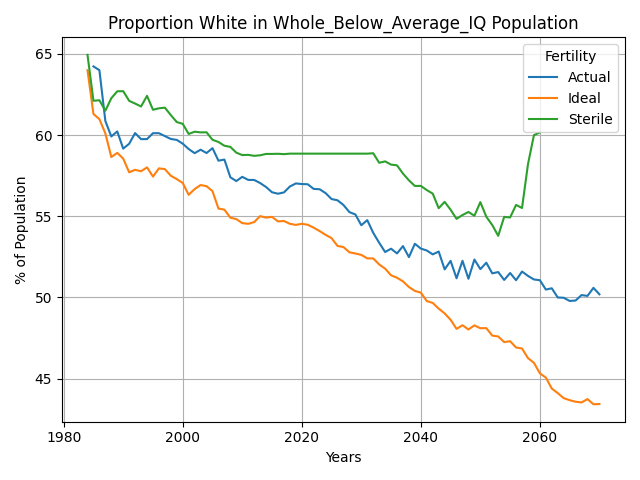 Proportion White in Whole_Below_Average_IQ Population
% of Population
65
60
55
50
45
Fertility
Actual
Ideal
Sterile
1980
2000
2020
2040
2060
Years